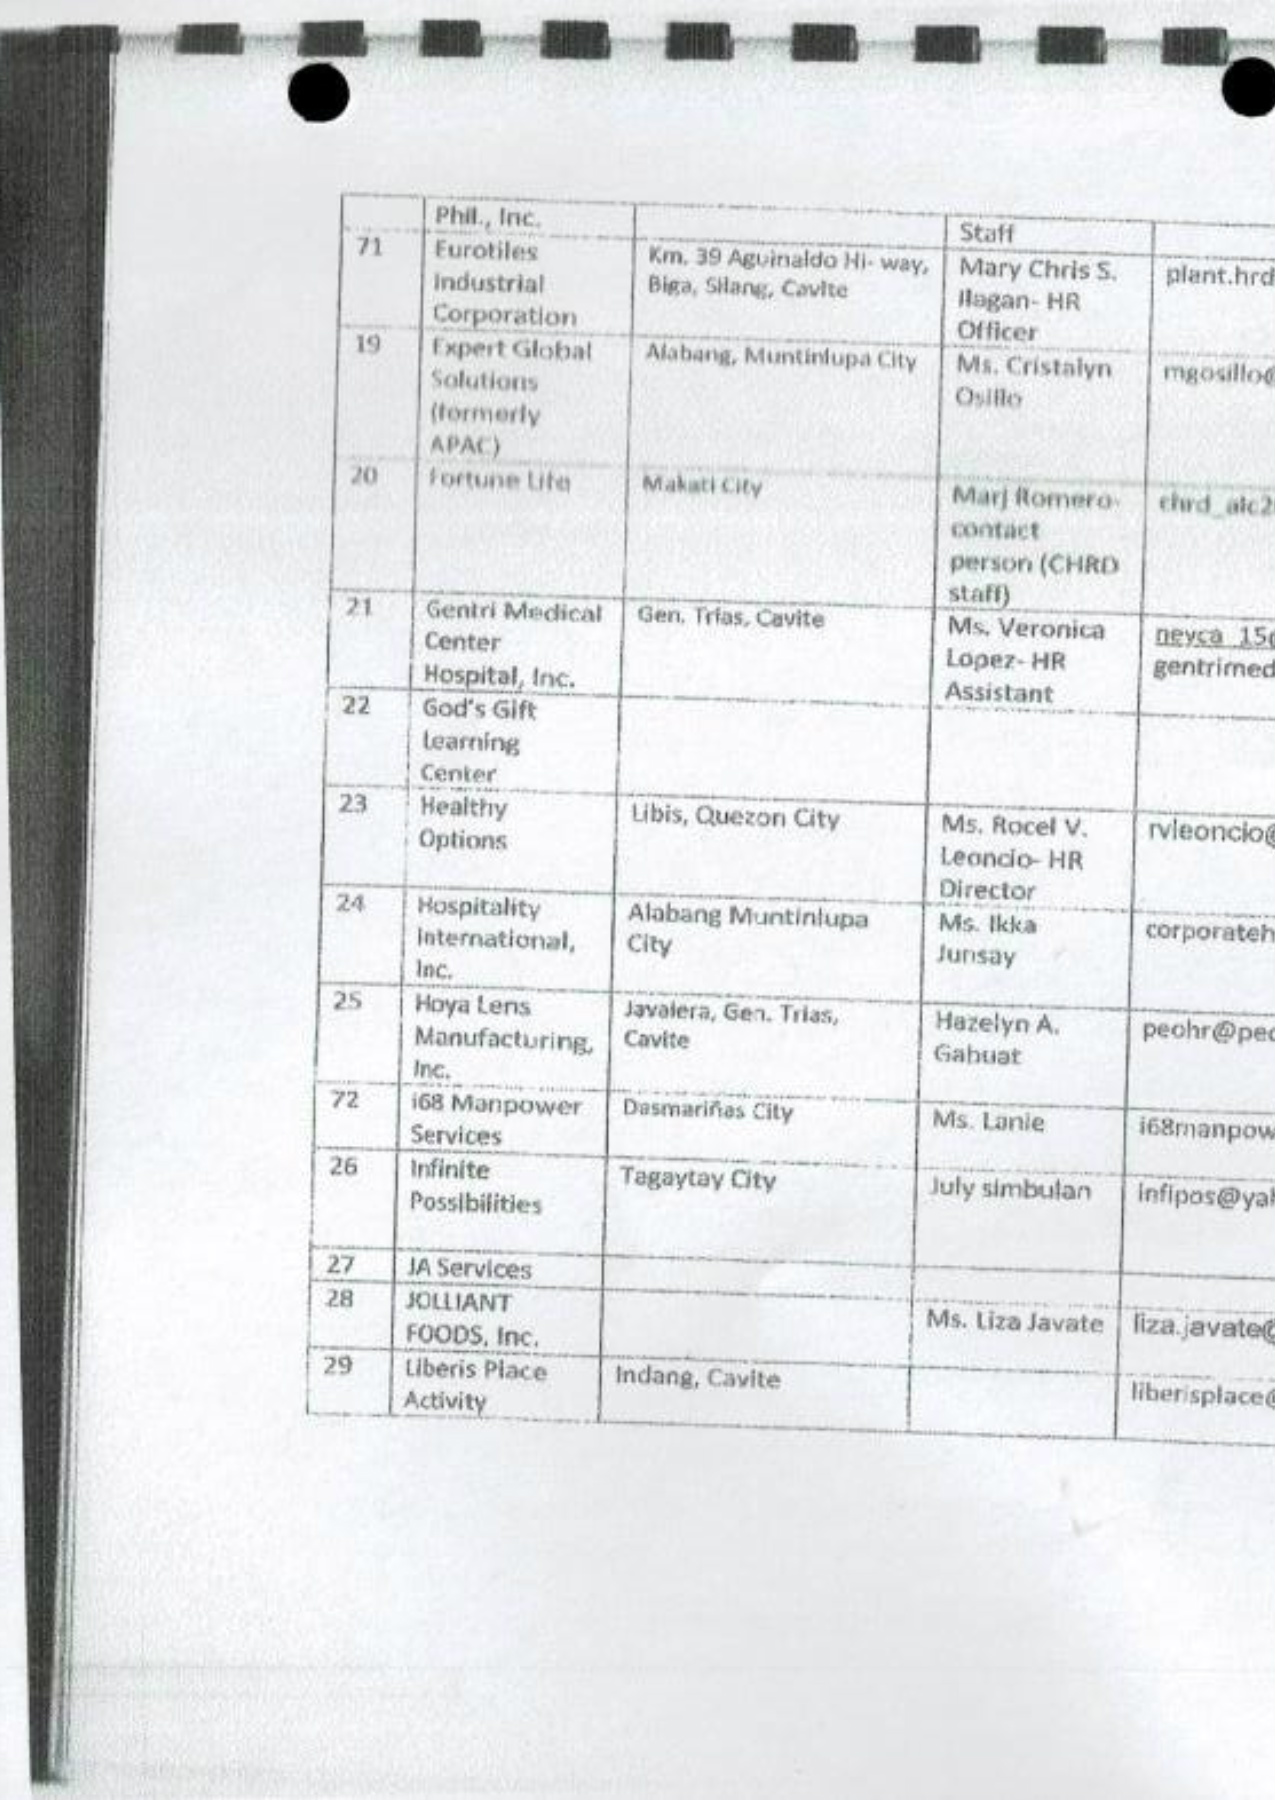 Phil., Inc.
Staff
71
Eurotiles
Industrial
Corporation
Km. 39 Aguinaldo Hi- way,
Biga, Silang, Cavite
Mary Chris S.
Ilagan- HR
Officer
plant.hrd
19
Expert Global
Solutions
(formerly
APAC)
Alabang, Muntinlupa City
Ms. Cristalyn
Osillo
mgosillo@
20
Fortune Life
Makati City
Marj Romero-
contact
person (CHRD
staff)
chrd_alc2
21
Gentri Medical
Center
Hospital, Inc.
Gen. Trias, Cavite
Ms. Veronica
Lopez- HR
Assistant
neyca_15
gentrimed
22
God's Gift
Learning
Center
23
Healthy
Options
Libis, Quezon City
Ms. Rocel V.
Leoncio- HR
Director
rvleoncio@
24
Hospitality
International,
Inc.
Alabang Muntinlupa
City
Ms. Ikka
Junsay
corporateh
25
Hoya Lens
Manufacturing,
Inc.
Javalera, Gen. Trias,
Cavite
Hazelyn A.
Gahuat
peohr@peo
72
i68 Manpower
Services
Dasmariñas City
Ms. Lanie
i68manpow
26
Infinite
Possibilities
Tagaytay City
July simbulan
infipos@yah
27
JA Services
28
JOLLIANT
FOODS, Inc.
Ms. Liza Javate
liza.javate@
29
Liberis Place
Activity
Indang, Cavite
liberisplace@